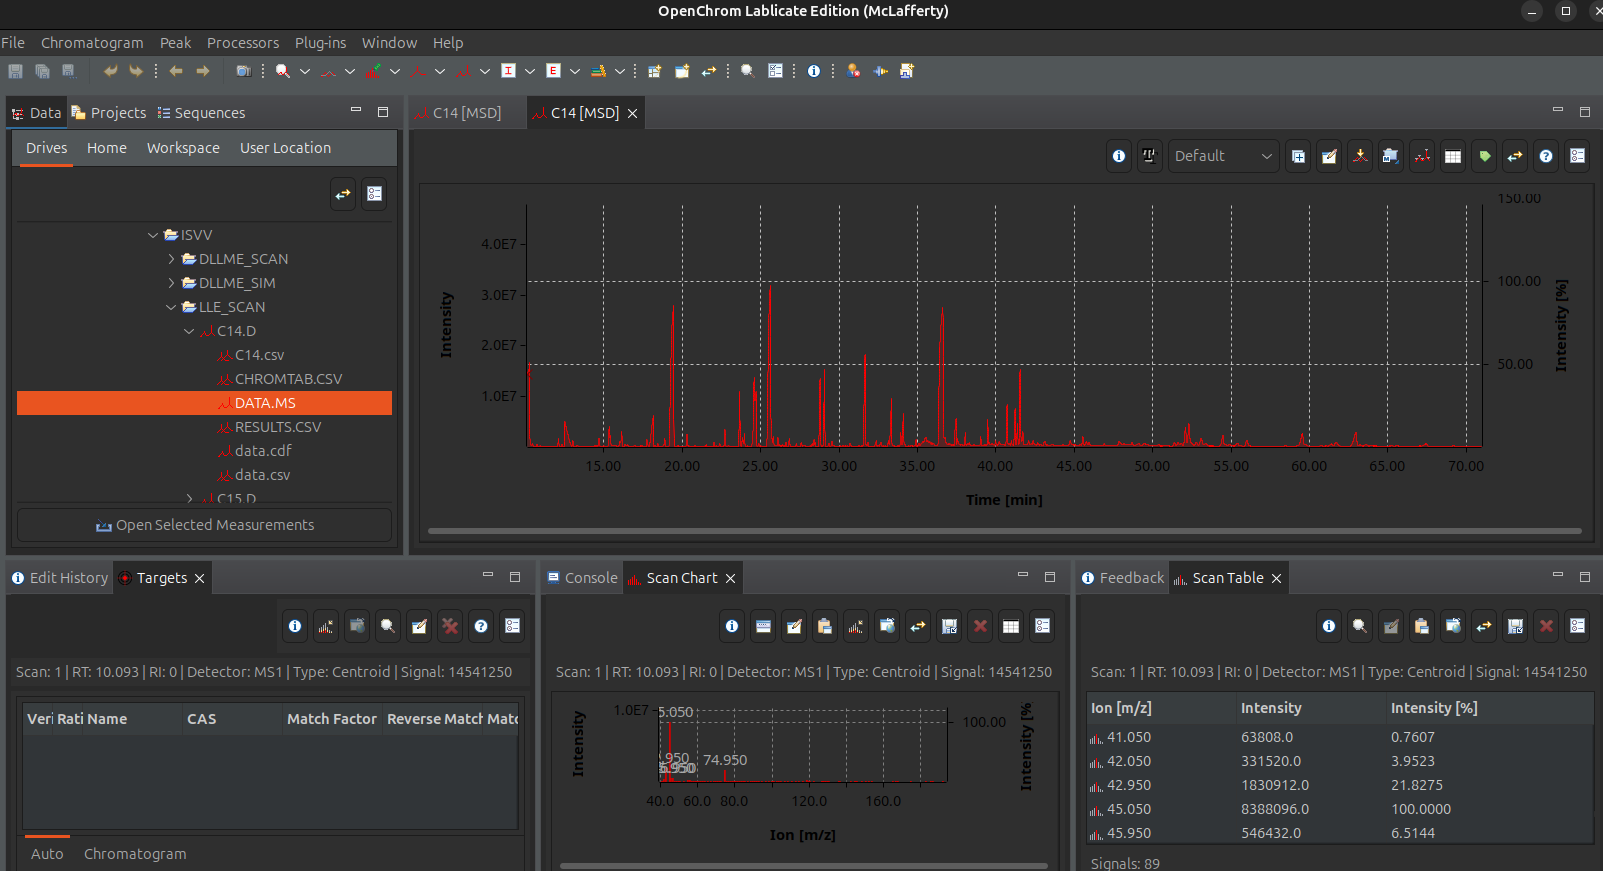 OpenChrom Lablicate Edition (McLafferty)
File Chromatogram Peak Processors Plug-ins Window Help
Data Projects Sequences
Drives Home Workspace User Location
ISVV
DLLME_SCAN
DLLME_SIM
LLE_SCAN
C14.D
C14.csv
CHROMTAB.CSV
DATA.MS
RESULTS.CSV
data.cdf
data.csv
C15.D
Open Selected Measurements
C14 [MSD] C14 [MSD]
Default
150.00
4.0E7
100.00
3.0E7
2.0E7
50.00
1.0E7
Intensity
Intensity [%]
15.00 20.00 25.00 30.00 35.00 40.00 45.00 50.00 55.00 60.00 65.00 70.00
Time [min]
Edit History Targets
Scan: 1 | RT: 10.093 | RI: 0 | Detector: MS1 | Type: Centroid | Signal: 14541250
Veri Rati Name CAS Match Factor Reverse Match Matc
Auto Chromatogram
Console Scan Chart
Scan: 1 | RT: 10.093 | RI: 0 | Detector: MS1 | Type: Centroid | Signal: 14541250
1.0E7 5.050
100.00
74.950
Intensity
Intensity [%
40.0 60.0 80.0 120.0 160.0
Ion [m/z]
Feedback Scan Table
Scan: 1 | RT: 10.093 | RI: 0 | Detector: MS1 | Type: Centroid | Signal: 14541250
Ion [m/z] Intensity Intensity [%]
41.050 63808.0 0.7607
42.050 331520.0 3.9523
42.950 1830912.0 21.8275
45.050 8388096.0 100.0000
45.950 546432.0 6.5144
Signals: 89